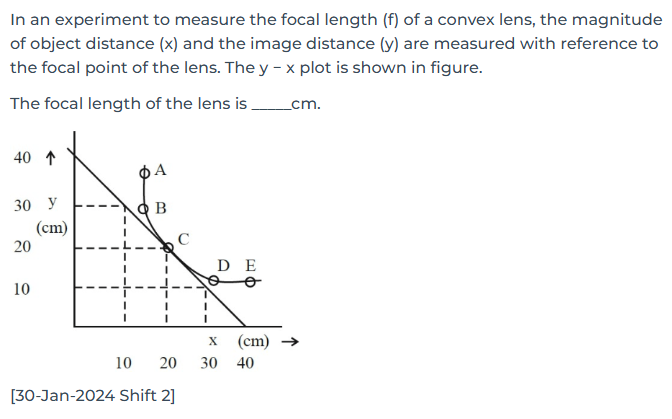 In an experiment to measure the focal length (f) of a convex lens, the magnitude
of object distance (x) and the image distance (y) are measured with reference to
the focal point of the lens. The y – x plot is shown in figure.
The focal length of the lens is _____cm.
40 ↑
A
30 y
B
(cm)
C
20
D E
10
x (cm) →
10 20 30 40
[30-Jan-2024 Shift 2]